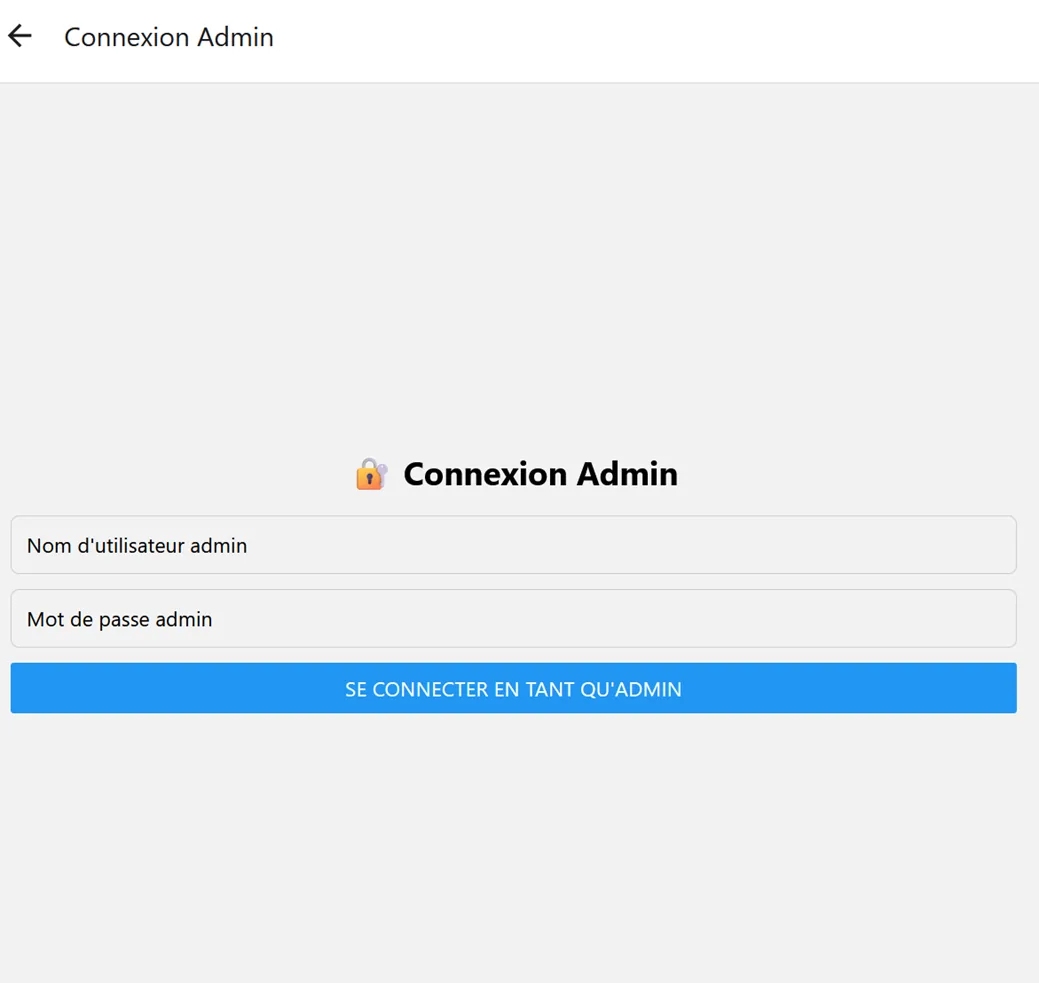 Connexion Admin
🔐 Connexion Admin
Nom d'utilisateur admin
Mot de passe admin
SE CONNECTER EN TANT QU'ADMIN